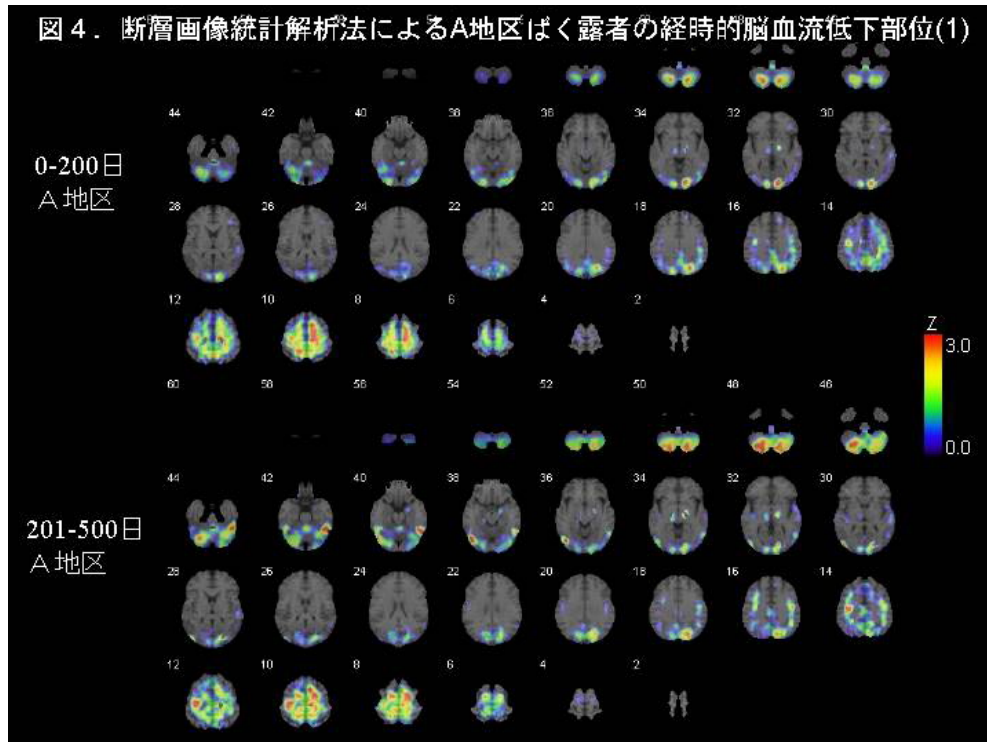 図４．断層画像統計解析法によるA地区ばく露者の経時的脳血流低下部位(1)
44 42 40 38 36 34 32 30
0-200日
Ａ地区
28 26 24 22 20 18 16 14
12 10 8 6 4 2
Z
3.0
0.0
60 58 56 54 52 50 48 46
44 42 40 38 36 34 32 30
201-500日
Ａ地区
28 26 24 22 20 18 16 14
12 10 8 6 4 2